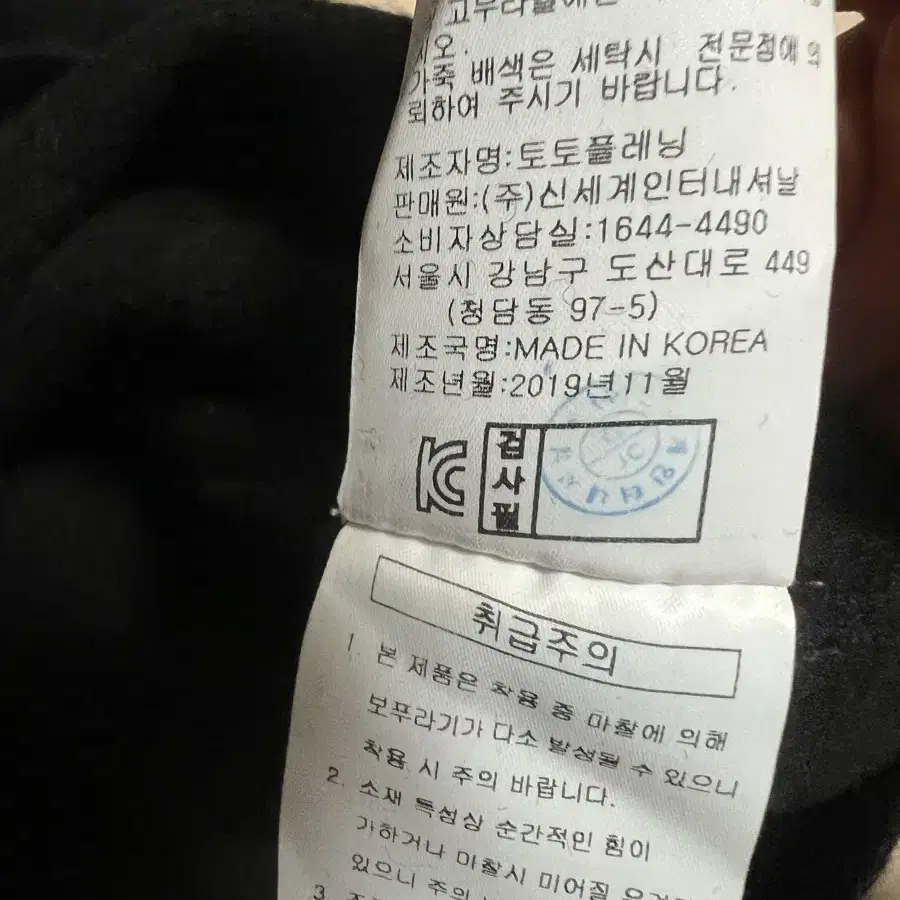 시오.
가죽 배색은 세탁시 전문점에 의
뢰하여 주시기 바랍니다.
제조자명:토토플레닝
판매원:(주)신세계인터내셔날
소비자상담실:1644-4490
서울시 강남구 도산대로 449
(청담동 97-5)
제조국명:MADE IN KOREA
제조년월:2019년11월
KC
검사필
취급주의
1. 본 제품은 착용 중 마찰에 의해
보푸라기가 다소 발생될 수 있으니
착용 시 주의 바랍니다.
2. 소재 특성상 순간적인 힘이
가하거나 마찰시 미어질
있으니 주의
3.